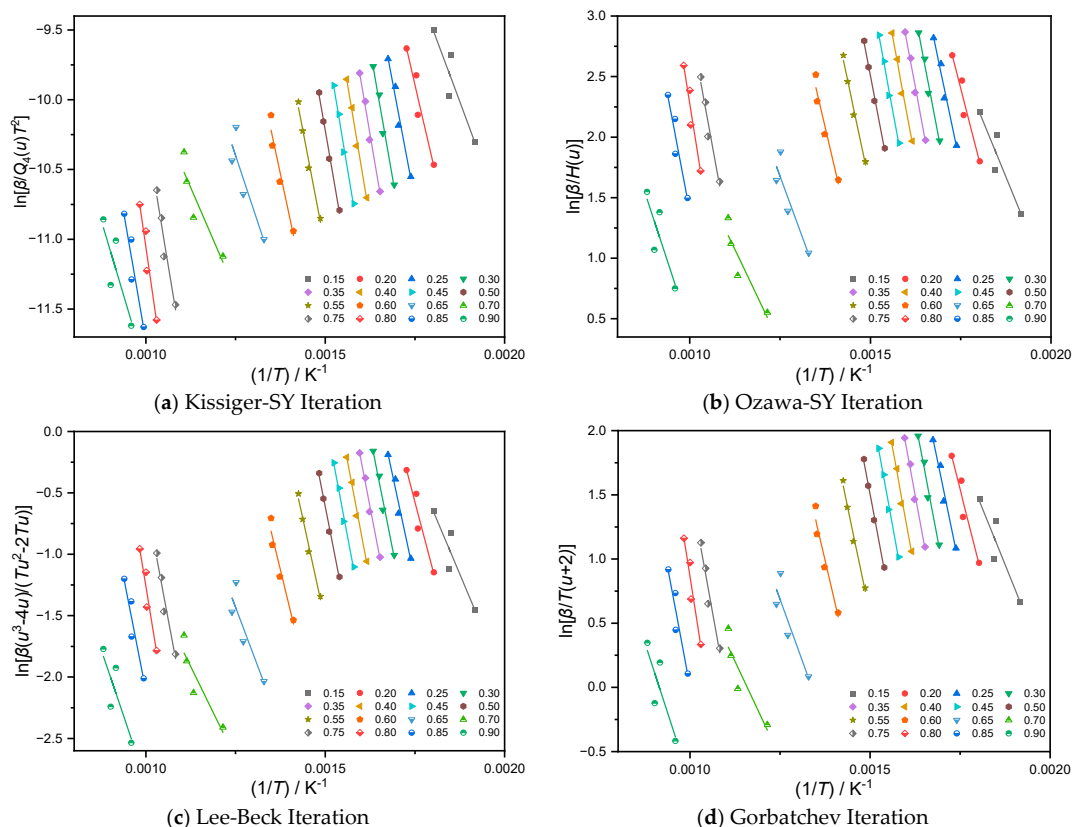 ln[β/Q₄(u)T²]
−9.5
−10.0
−10.5
−11.0
−11.5
0.0010
0.0015
0.0020
(1/T) / K⁻¹
0.15 0.20 0.25 0.30
0.35 0.40 0.45 0.50
0.55 0.60 0.65 0.70
0.75 0.80 0.85 0.90
(a) Kissiger-SY Iteration
ln[β/H(u)]
3.0
2.5
2.0
1.5
1.0
0.5
0.0010
0.0015
0.0020
(1/T) / K⁻¹
0.15 0.20 0.25 0.30
0.35 0.40 0.45 0.50
0.55 0.60 0.65 0.70
0.75 0.80 0.85 0.90
(b) Ozawa-SY Iteration
ln[β(u³-4u)/(Tu²-2Tu)
0.0
−0.5
−1.0
−1.5
−2.0
−2.5
0.0010
0.0015
0.0020
(1/T) / K⁻¹
0.15 0.20 0.25 0.30
0.35 0.40 0.45 0.50
0.55 0.60 0.65 0.70
0.75 0.80 0.85 0.90
(c) Lee-Beck Iteration
ln[β/T(u+2)]
2.0
1.5
1.0
0.5
0.0
−0.5
0.0010
0.0015
0.0020
(1/T) / K⁻¹
0.15 0.20 0.25 0.30
0.35 0.40 0.45 0.50
0.55 0.60 0.65 0.70
0.75 0.80 0.85 0.90
(d) Gorbatchev Iteration